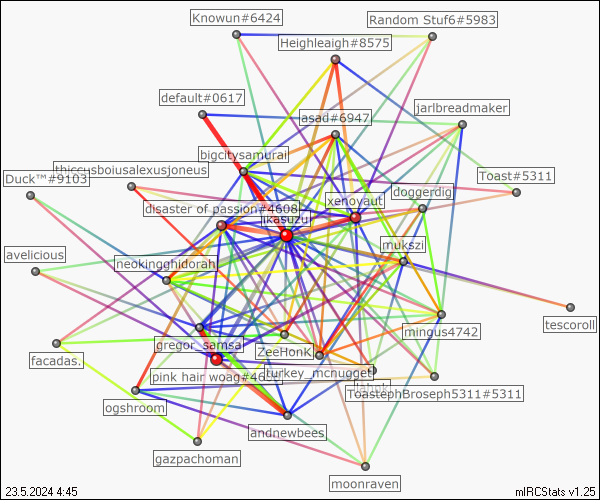 Knowun#6424
Random Stuf6#5983
Heighleaigh#8575
default#0617
jarlbreadmaker
asad#6947
bigcitysamurai
thiccusboiusalexusjoneus
Duck™#9103
Toast#5311
doggerdig
xenoyaut
disaster of passion#4608
ikasuzu
mukszi
avelicious
neokingghidorah
tescoroll
mingus4742
gregor_samsa
ZeeHonK
facadas.
turkey_mcnugget
pink hair woag#46
ToastephBroseph5311#5311
ogshroom
andnewbees
gazpachoman
moonraven
23.5.2024 4:45
mIRCStats v1.25